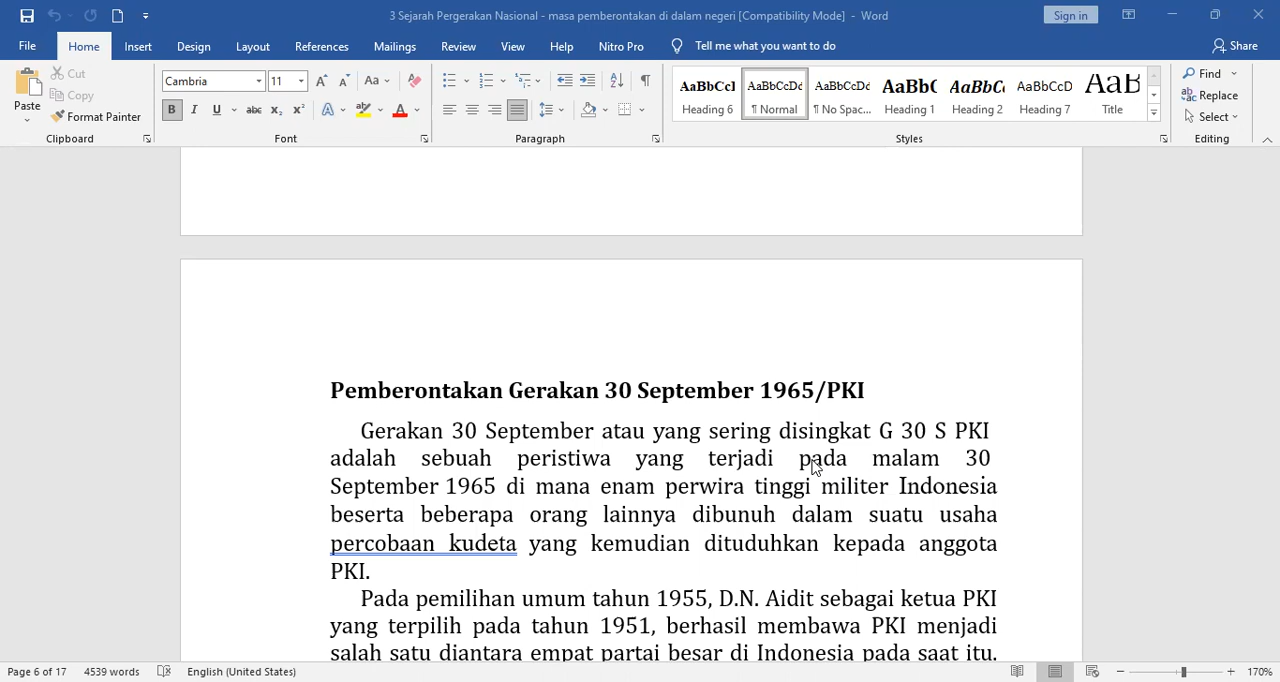 3 Sejarah Pergerakan Nasional - masa pemberontakan di dalam negeri [Compatibility Mode] - Word
Sign in
File Home Insert Design Layout References Mailings Review View Help Nitro Pro Tell me what you want to do Share
Paste
Cut
Copy
Format Painter
Clipboard
Cambria 11
Font
Paragraph
AaBbCcI AaBbCcDd AaBbCcDd AaBb( AaBbC AaBbCcD AaB
Heading 6 ¶ Normal ¶ No Spac... Heading 1 Heading 2 Heading 7 Title
Styles
Find
Replace
Select
Editing
Pemberontakan Gerakan 30 September 1965/PKI
Gerakan 30 September atau yang sering disingkat G 30 S PKI
adalah sebuah peristiwa yang terjadi pada malam 30
September 1965 di mana enam perwira tinggi militer Indonesia
beserta beberapa orang lainnya dibunuh dalam suatu usaha
percobaan kudeta yang kemudian dituduhkan kepada anggota
PKI.
Pada pemilihan umum tahun 1955, D.N. Aidit sebagai ketua PKI
yang terpilih pada tahun 1951, berhasil membawa PKI menjadi
salah satu diantara empat partai besar di Indonesia pada saat itu.
Page 6 of 17 4539 words English (United States) 170%